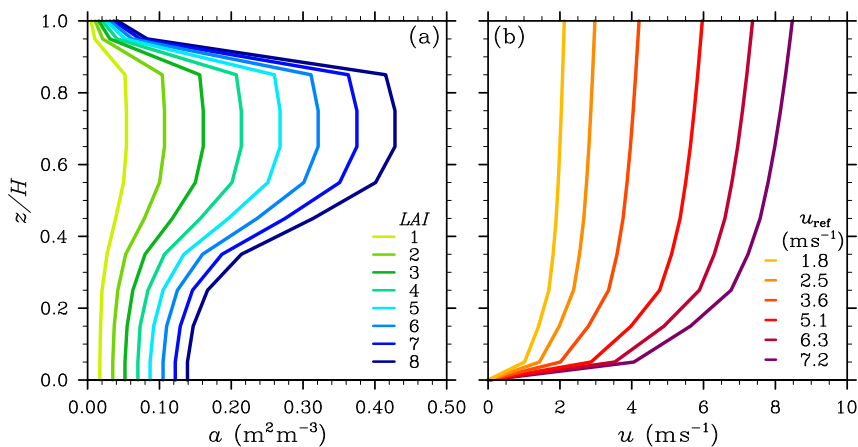 1.0
0.8
0.6
0.4
0.2
0.0
z/H
(a)
LAI
1
2
3
4
5
6
7
8
0.00 0.10 0.20 0.30 0.40 0.50
a (m²m⁻³)
(b)
u_ref
(m s⁻¹)
1.8
2.5
3.6
5.1
6.3
7.2
0 2 4 6 8 10
u (m s⁻¹)